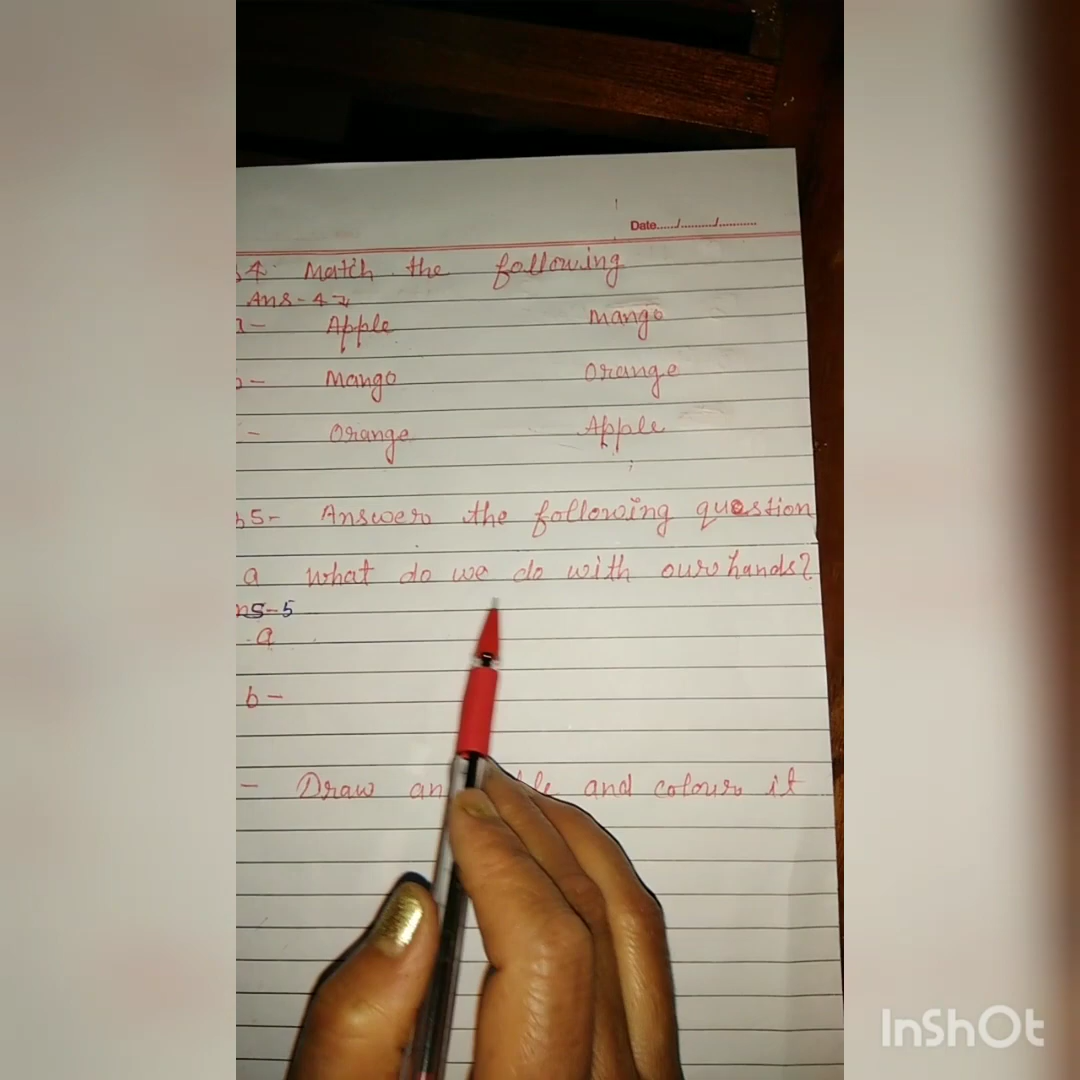 Date....../........../...........
4 Match the following
Ans-4
a- Apple Mango
- Mango Orange
- Orange Apple
5- Answer the following question
a What do we do with our hands?
ns-5
a
b-
- Draw an and colour it
InShOt